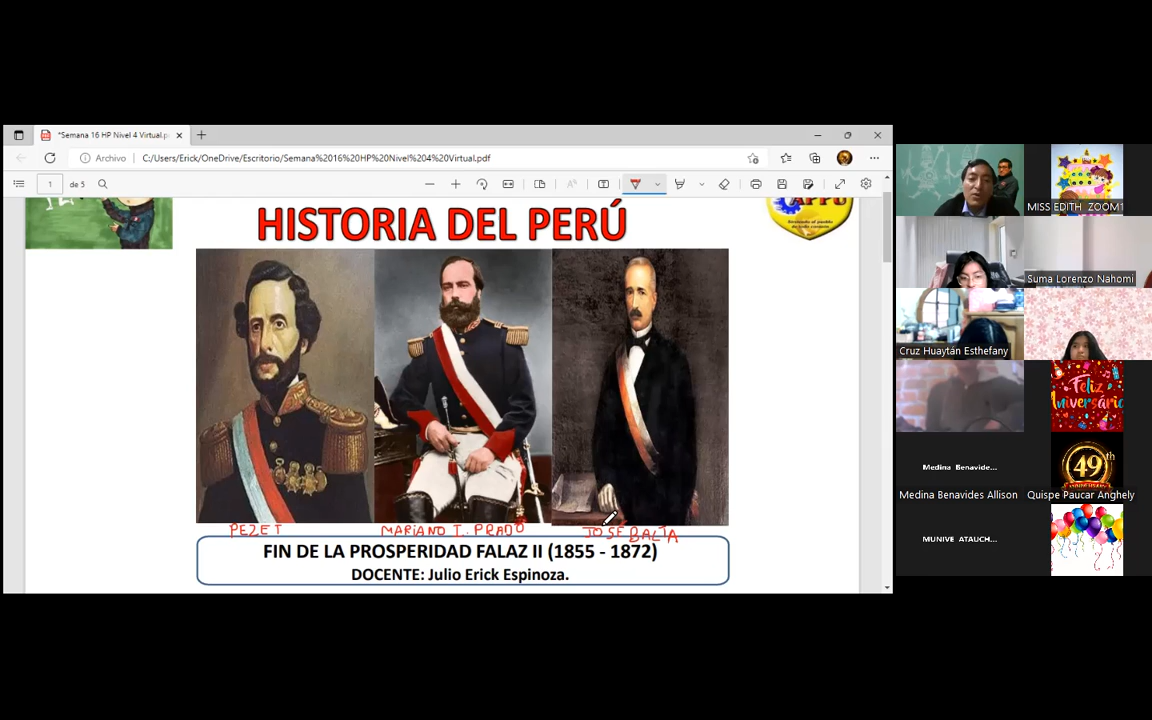 *Semana 16 HP Nivel 4 Virtual.p
Archivo
C:/Users/Erick/OneDrive/Escritorio/Semana%2016%20HP%20Nivel%204%20Virtual.pdf
1 de 5
APPU
HISTORIA DEL PERÚ
PEZET
MARIANO I. PRADO
JOSÉ BALTA
FIN DE LA PROSPERIDAD FALAZ II (1855 - 1872)
DOCENTE: Julio Erick Espinoza.
MISS EDITH ZOOM1
Suma Lorenzo Nahomi
Cruz Huaytán Esthefany
Feliz
Aniversario
Medina Benavide...
Medina Benavides Allison
49th
Quispe Paucar Anghely
MUNIVE ATAUCH...